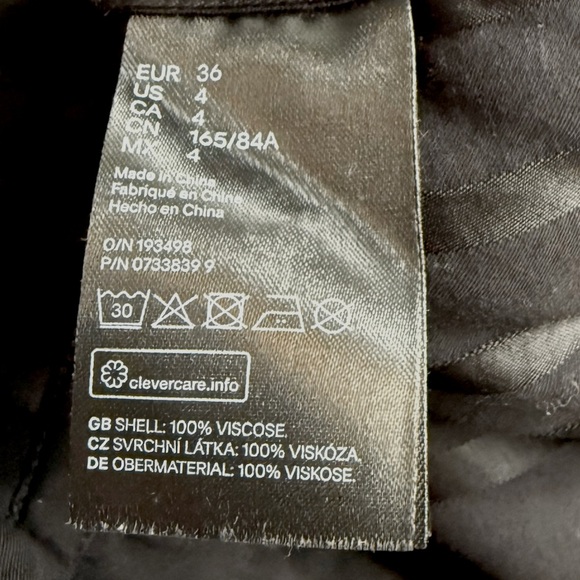 EUR 36
US 4
CA 4
CN 165/84A
MX 4
Made in China
Fabriqué en China
Hecho en China
O/N 193498
P/N 0733839 9
30
clevercare.info
GB SHELL: 100% VISCOSE.
CZ SVRCHNÍ LÁTKA: 100% VISKÓZA.
DE OBERMATERIAL: 100% VISKOSE.